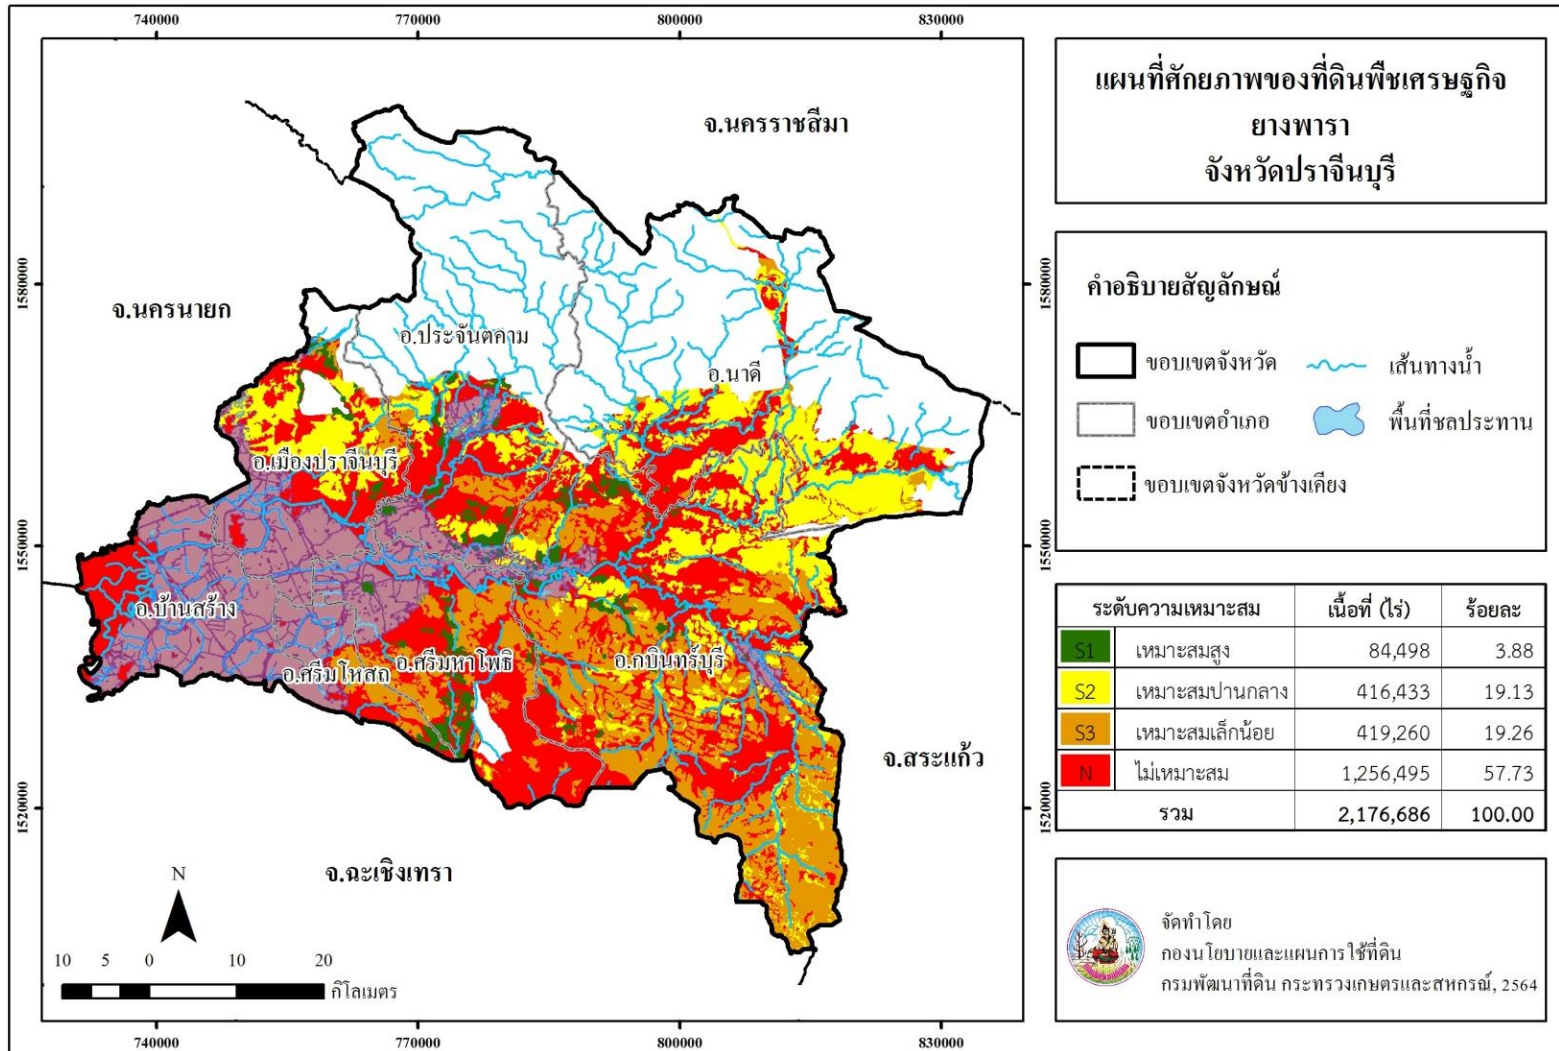 740000
770000
800000
830000
แผนที่ศักยภาพของที่ดินพืชเศรษฐกิจ
ยางพารา
จังหวัดปราจีนบุรี
จ.นครราชสีมา
จ.นครนายก
อ.ประจันตคาม
อ.นาดี
อ.เมืองปราจีนบุรี
อ.บ้านสร้าง
อ.ศรีมโหสถ
อ.ศรีมหาโพธิ
อ.กบินทร์บุรี
จ.สระแก้ว
จ.ฉะเชิงเทรา
1580000
1550000
1520000
1580000
1550000
1520000
N
10 5 0 10 20
กิโลเมตร
740000
770000
800000
830000
คำอธิบายสัญลักษณ์
ขอบเขตจังหวัด เส้นทางน้ำ
ขอบเขตอำเภอ พื้นที่ชลประทาน
ขอบเขตจังหวัดข้างเคียง
ระดับความเหมาะสม เนื้อที่ (ไร่) ร้อยละ
S1 เหมาะสมสูง 84,498 3.88
S2 เหมาะสมปานกลาง 416,433 19.13
S3 เหมาะสมเล็กน้อย 419,260 19.26
N ไม่เหมาะสม 1,256,495 57.73
รวม 2,176,686 100.00
จัดทำโดย
กองนโยบายและแผนการใช้ที่ดิน
กรมพัฒนาที่ดิน กระทรวงเกษตรและสหกรณ์, 2564